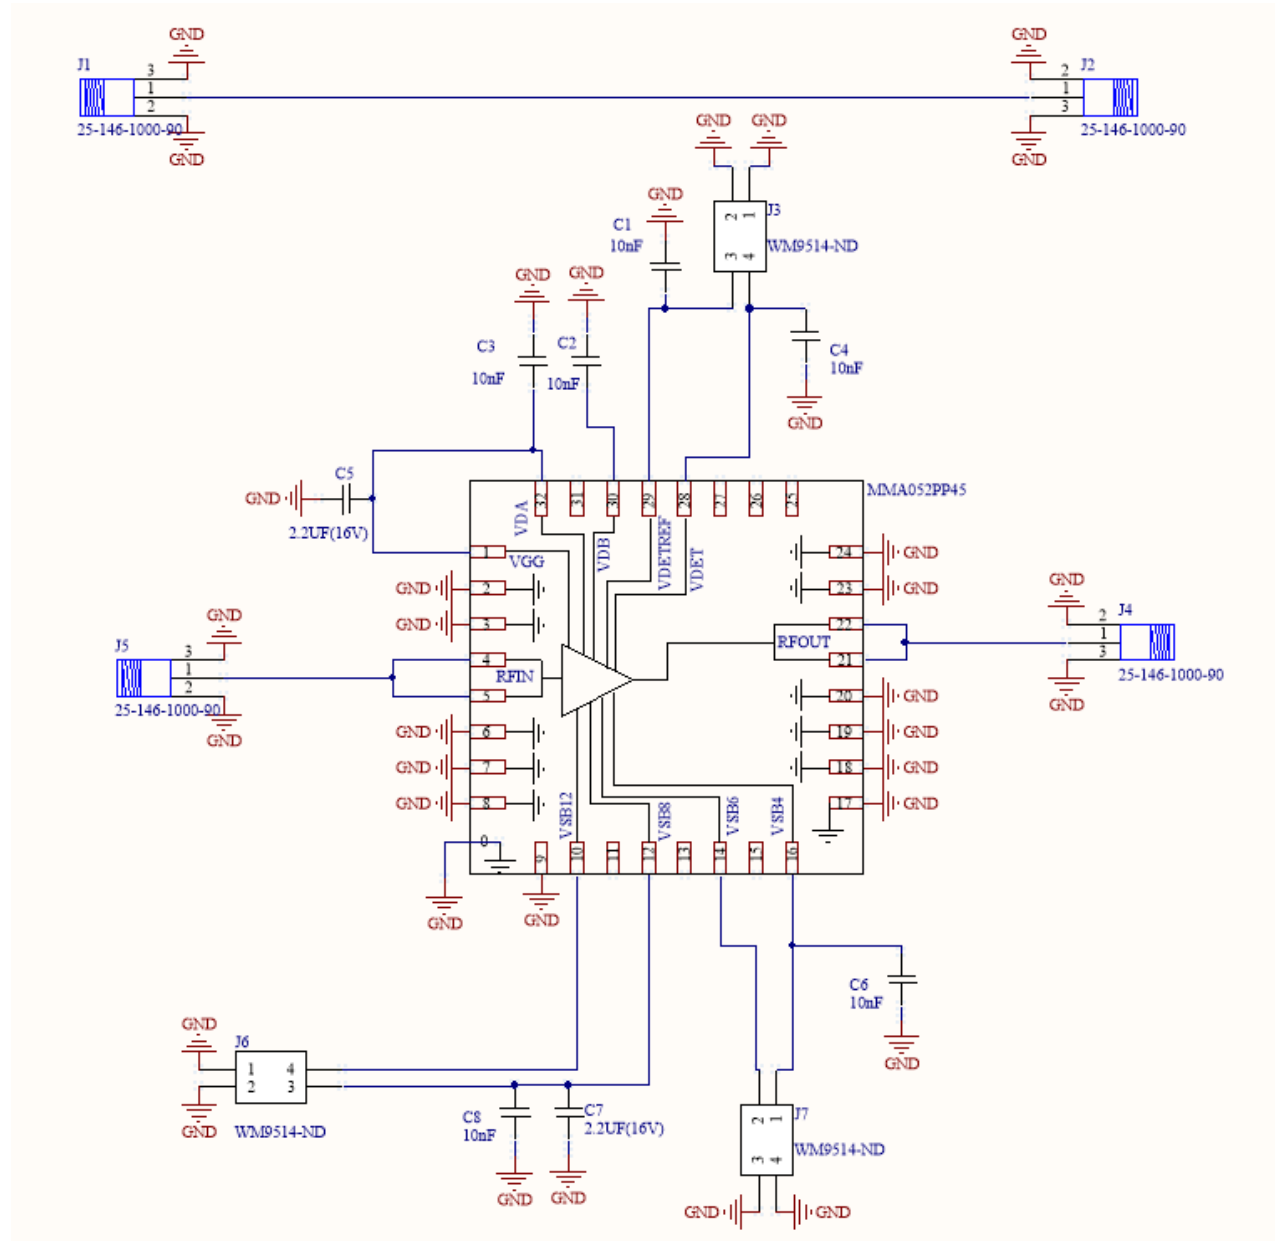 GND GND
J1 3 2 J2
1 1
2 3
25-146-1000-90 25-146-1000-90
GND GND
GND GND
GND
2 1 J3
C1
10nF
WM9514-ND
3 4
GND GND
C3 C2
10nF 10nF
C4
10nF
GND
C5
GND
2.2UF(16V)
MMA052PP45
32 31 30 29 28 27 26 25
VDA VDB VDETREF VDET
1 VGG 24 GND
GND 2 23 GND
GND 3 22
GND
J5 3
1
2
25-146-1000-90
GND
4 RFIN RFOUT 21
5 20 GND
GND
J4 2
1
3
25-146-1000-90
GND
GND 6 19 GND
GND 7 18 GND
GND 8 17 GND
VSB12 VSB8 VSB6 VSB4
0 9 10 11 12 13 14 15 16
GND GND
C6
10nF
GND
GND
J6
1 4
2 3
GND WM9514-ND
C8
10nF
C7
2.2UF(16V)
GND GND
J7
2 1
WM9514-ND
3 4
GND GND